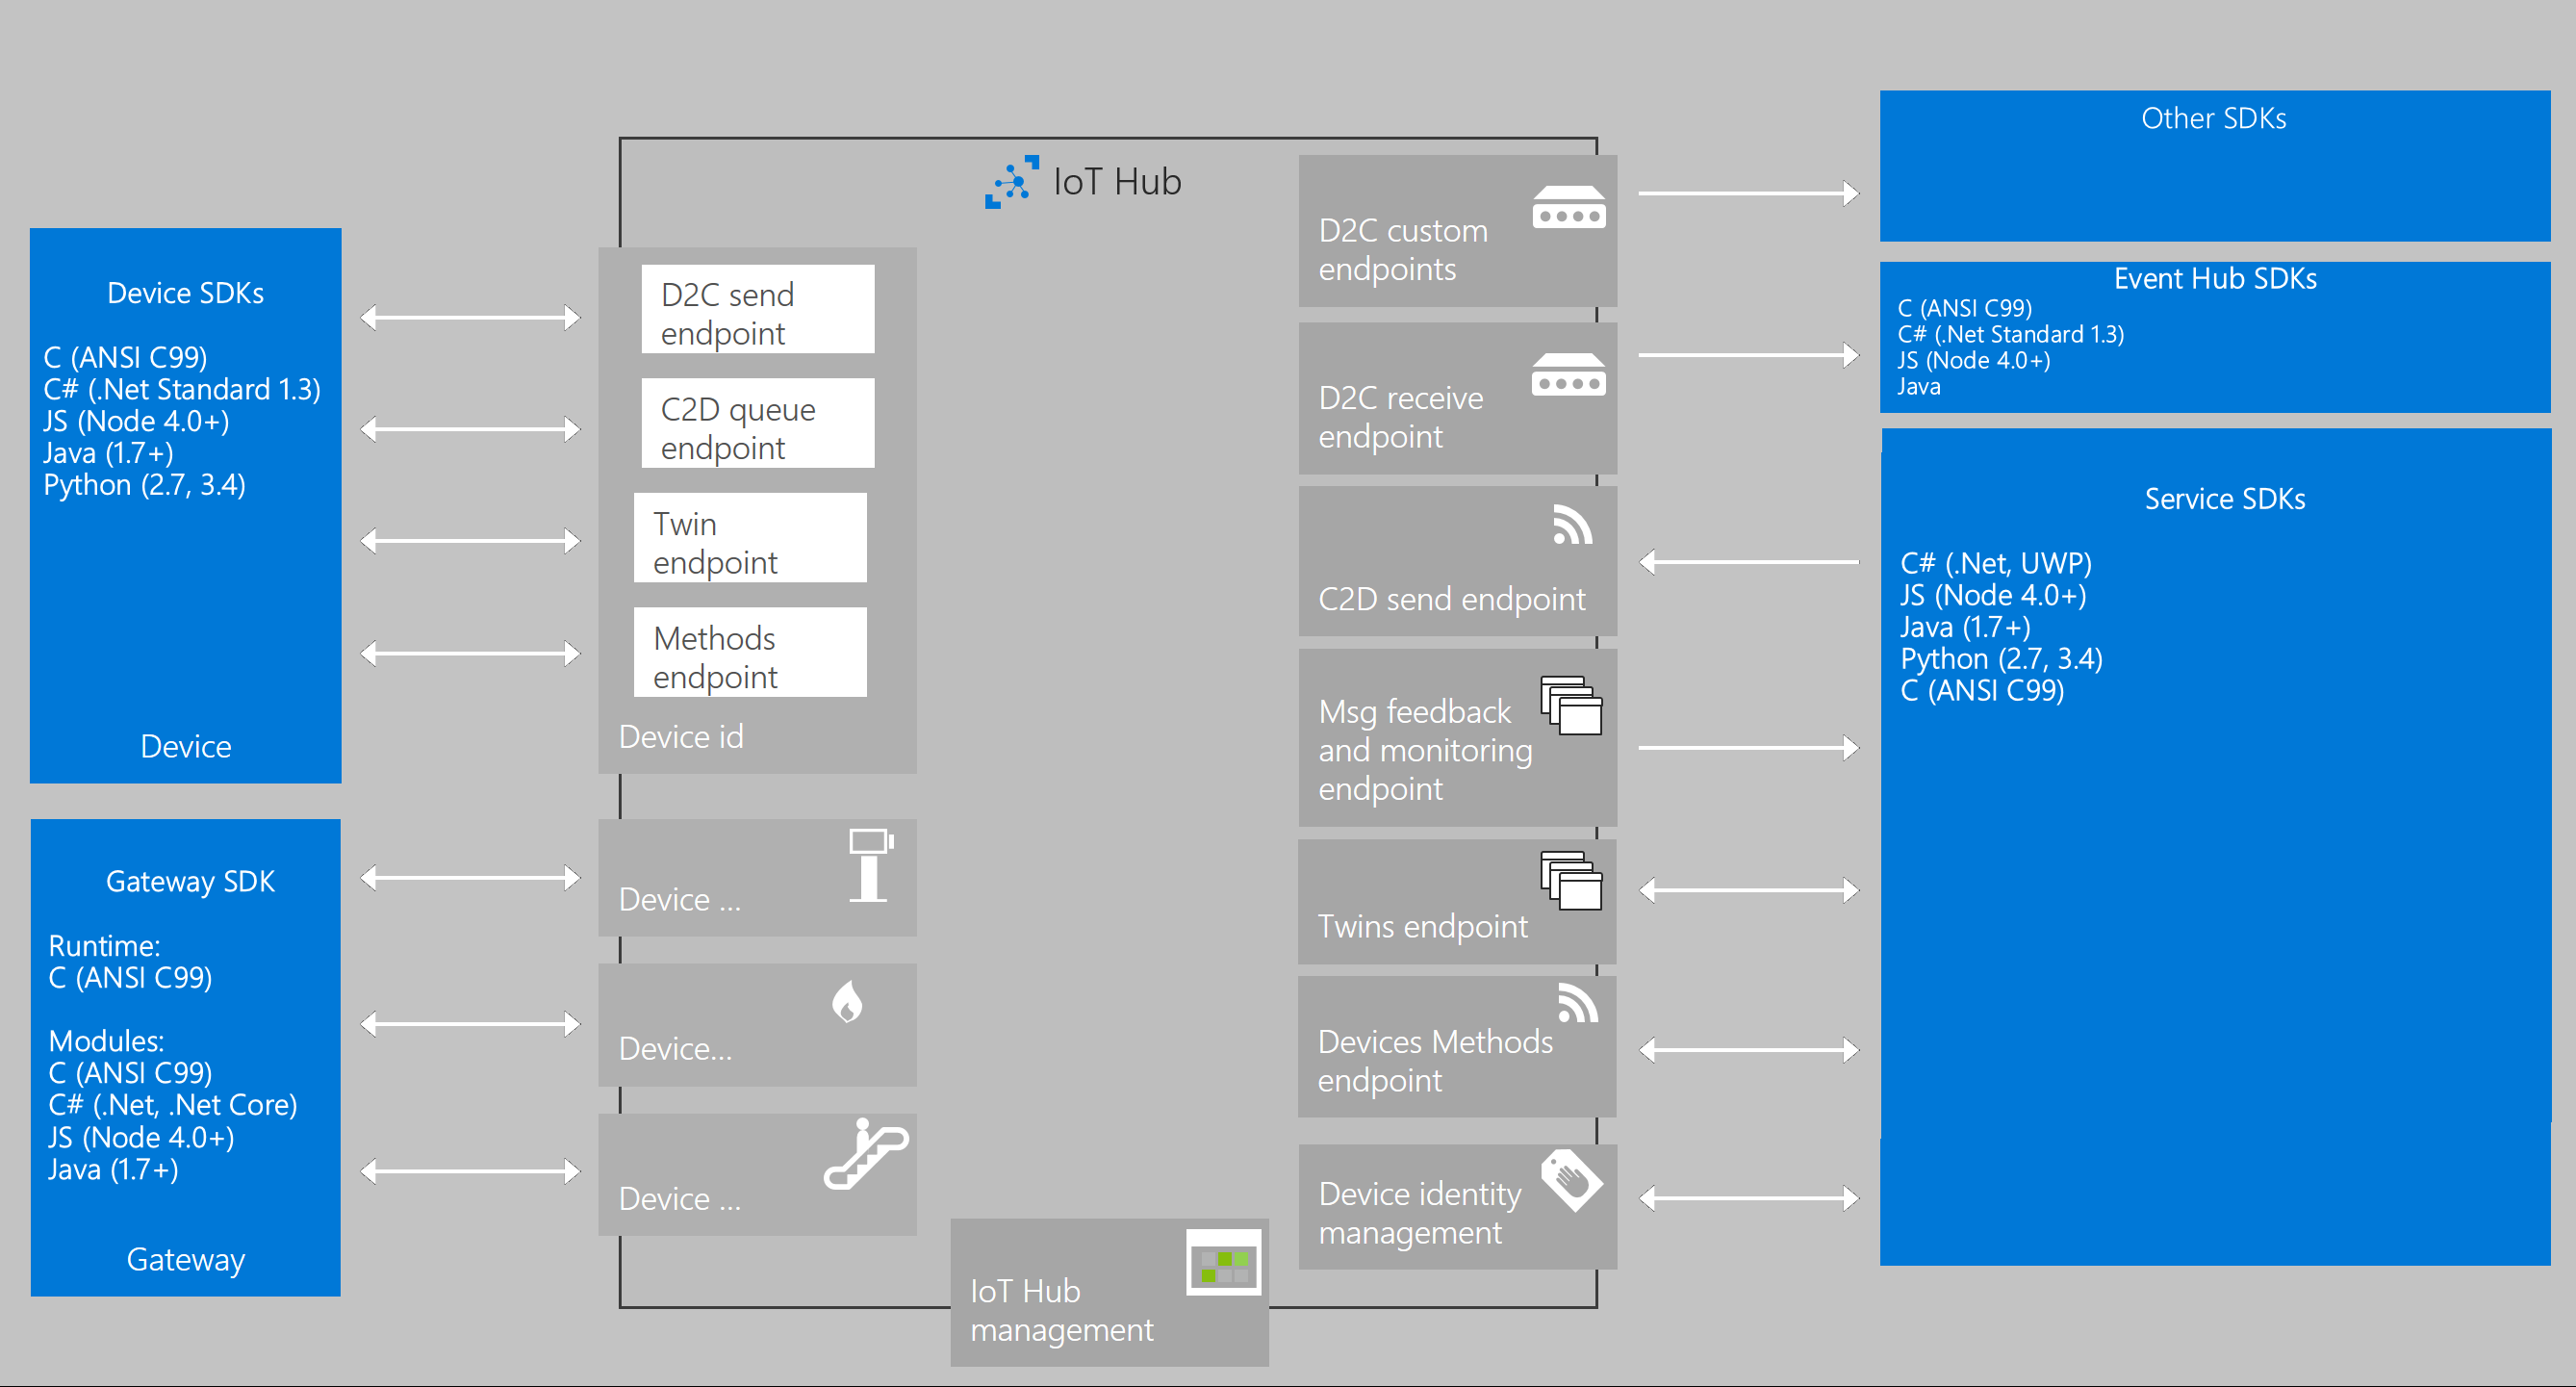 IoT Hub
Device SDKs
C (ANSI C99)
C# (.Net Standard 1.3)
JS (Node 4.0+)
Java (1.7+)
Python (2.7, 3.4)
Device
Gateway SDK
Runtime:
C (ANSI C99)
Modules:
C (ANSI C99)
C# (.Net, .Net Core)
JS (Node 4.0+)
Java (1.7+)
Gateway
D2C send
endpoint
C2D queue
endpoint
Twin
endpoint
Methods
endpoint
Device id
Device ...
Device...
Device ...
IoT Hub
management
D2C custom
endpoints
D2C receive
endpoint
C2D send endpoint
Msg feedback
and monitoring
endpoint
Twins endpoint
Devices Methods
endpoint
Device identity
management
Other SDKs
Event Hub SDKs
C (ANSI C99)
C# (.Net Standard 1.3)
JS (Node 4.0+)
Java
Service SDKs
C# (.Net, UWP)
JS (Node 4.0+)
Java (1.7+)
Python (2.7, 3.4)
C (ANSI C99)